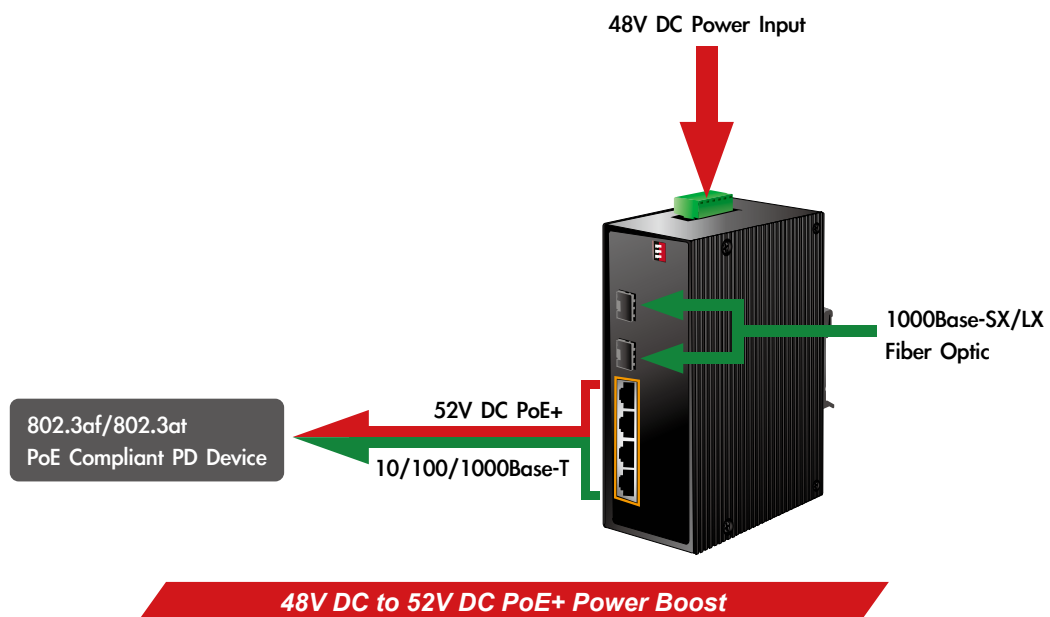 48V DC Power Input
1000Base-SX/LX
Fiber Optic
52V DC PoE+
802.3af/802.3at
PoE Compliant PD Device
10/100/1000Base-T
48V DC to 52V DC PoE+ Power Boost